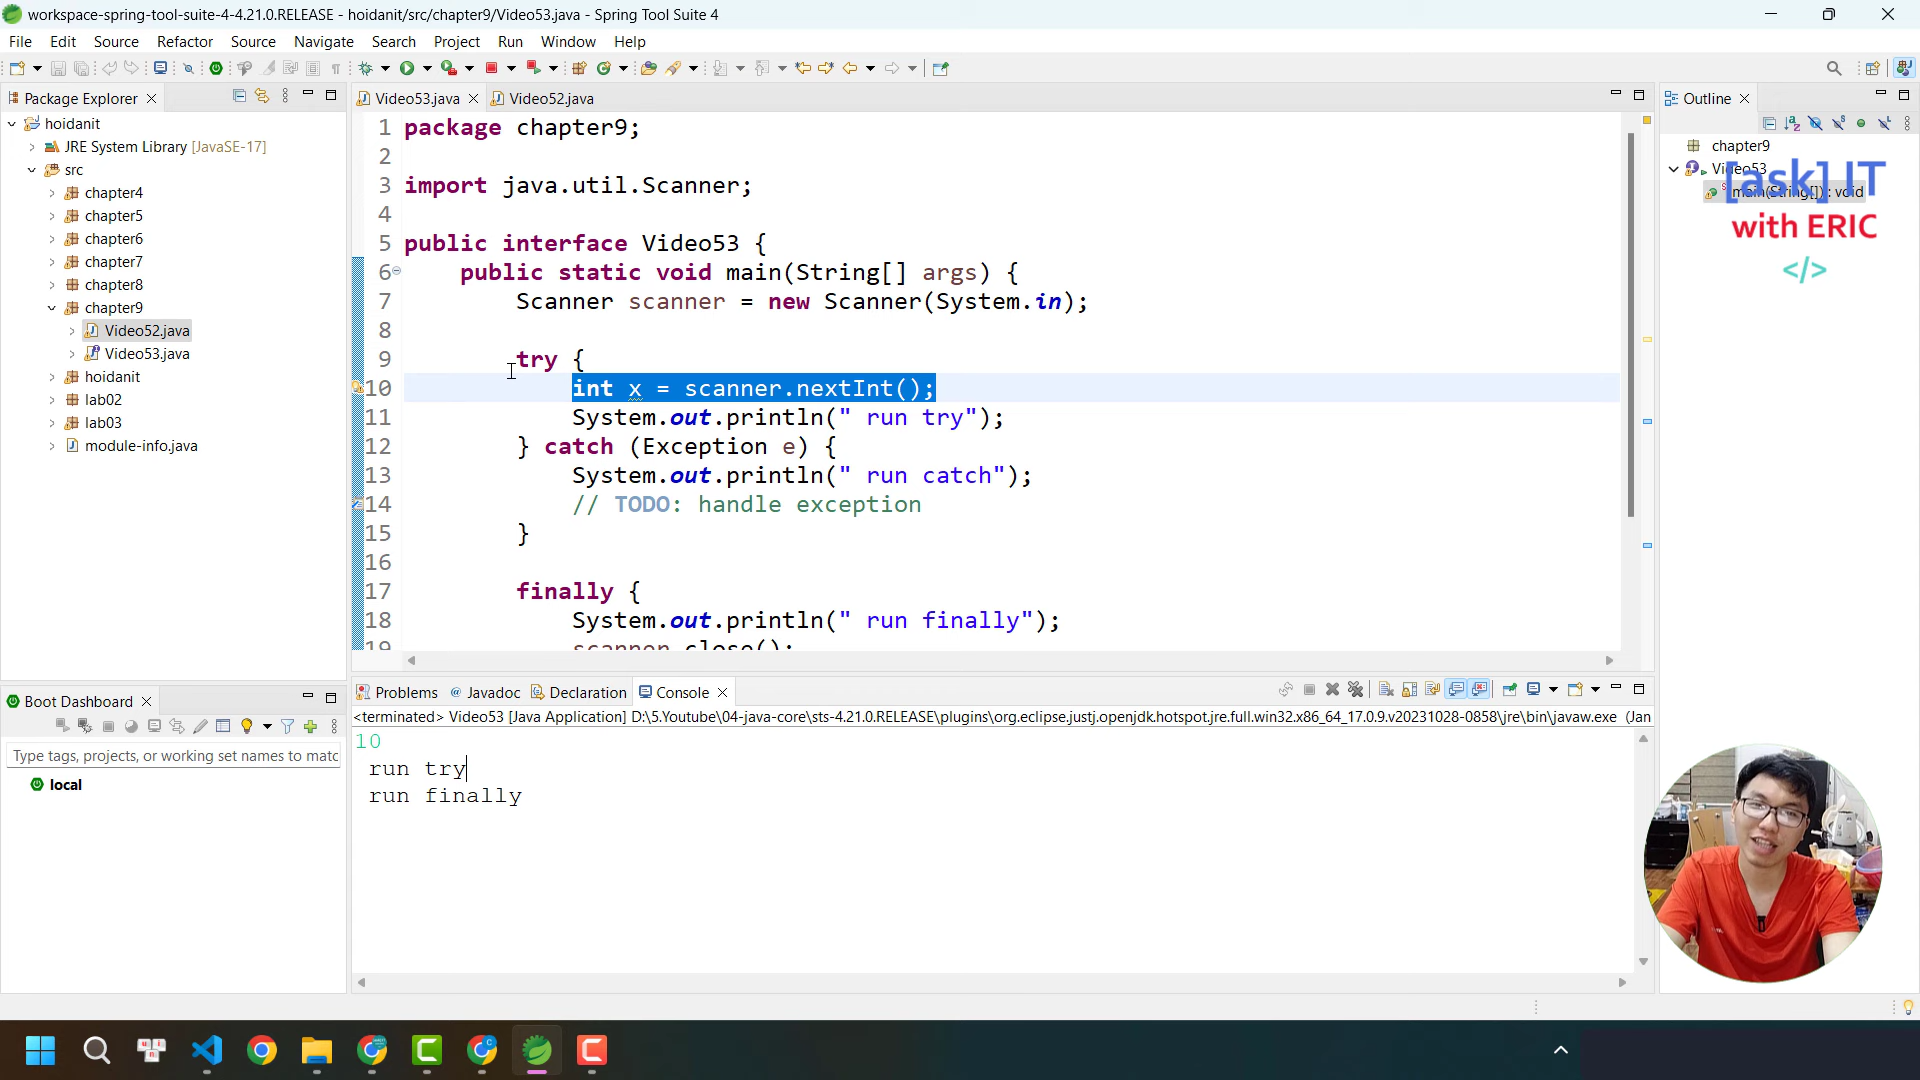 workspace-spring-tool-suite-4-4.21.0.RELEASE - hoidanit/src/chapter9/Video53.java - Spring Tool Suite 4
File Edit Source Refactor Source Navigate Search Project Run Window Help
Package Explorer
hoidanit
JRE System Library [JavaSE-17]
src
chapter4
chapter5
chapter6
chapter7
chapter8
chapter9
Video52.java
Video53.java
hoidanit
lab02
lab03
module-info.java
Video53.java Video52.java
1 package chapter9;
2
3 import java.util.Scanner;
4
5 public interface Video53 {
6 public static void main(String[] args) {
7 Scanner scanner = new Scanner(System.in);
8
9 try {
10 int x = scanner.nextInt();
11 System.out.println(" run try");
12 } catch (Exception e) {
13 System.out.println(" run catch");
14 // TODO: handle exception
15 }
16
17 finally {
18 System.out.println(" run finally");
19 scanner.close();
Outline
chapter9
Video53
main(String[]) : void
[ask] IT
with ERIC
</>
Boot Dashboard
Type tags, projects, or working set names to matc
local
Problems @ Javadoc Declaration Console
<terminated> Video53 [Java Application] D:\5.Youtube\04-java-core\sts-4.21.0.RELEASE\plugins\org.eclipse.justj.openjdk.hotspot.jre.full.win32.x86_64_17.0.9.v20231028-0858\jre\bin\javaw.exe (Jan
10
run try
run finally